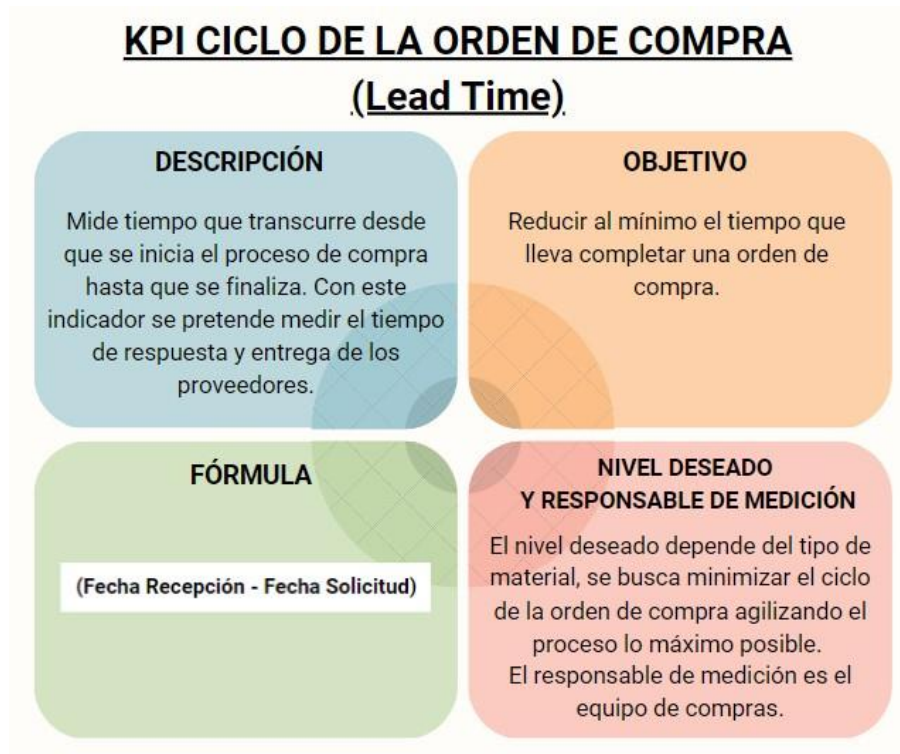 KPI CICLO DE LA ORDEN DE COMPRA
(Lead Time)
DESCRIPCIÓN
Mide tiempo que transcurre desde
que se inicia el proceso de compra
hasta que se finaliza. Con este
indicador se pretende medir el tiempo
de respuesta y entrega de los
proveedores.
OBJETIVO
Reducir al mínimo el tiempo que
lleva completar una orden de
compra.
FÓRMULA
(Fecha Recepción - Fecha Solicitud)
NIVEL DESEADO
Y RESPONSABLE DE MEDICIÓN
El nivel deseado depende del tipo de
material, se busca minimizar el ciclo
de la orden de compra agilizando el
proceso lo máximo posible.
El responsable de medición es el
equipo de compras.